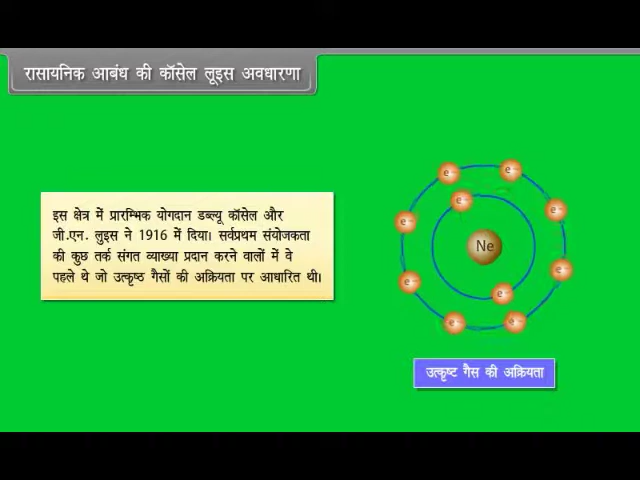 रासायनिक आबंध की कॉसेल लूइस अवधारणा
इस क्षेत्र में प्रारम्भिक योगदान डब्ल्यू कॉसेल और
जी.एन. लुइस ने 1916 में दिया। सर्वप्रथम संयोजकता
की कुछ तर्क संगत व्याख्या प्रदान करने वालों में वे
पहले थे जो उत्कृष्ट गैसों की अक्रियता पर आधारित थी।
e⁻ e⁻
e⁻
e⁻ e⁻
Ne
e⁻ e⁻
e⁻
e⁻ e⁻
उत्कृष्ट गैस की अक्रियता